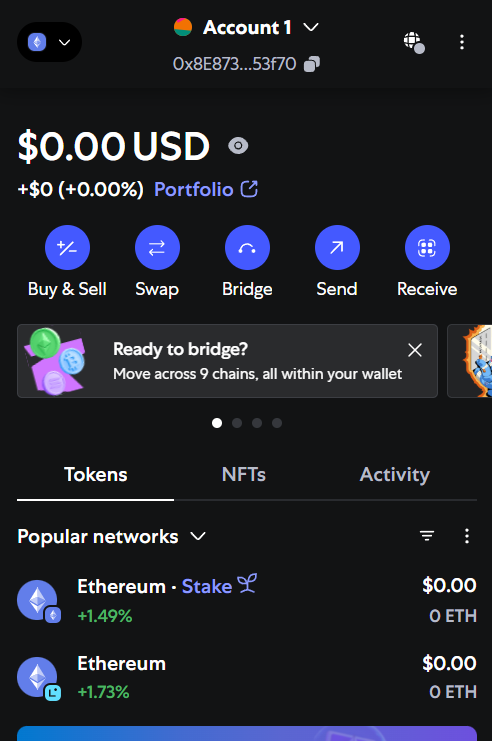 Account 1
0x8E873...53f70
$0.00 USD
+$0 (+0.00%) Portfolio
Buy & Sell Swap Bridge Send Receive
Ready to bridge?
Move across 9 chains, all within your wallet
Tokens NFTs Activity
Popular networks
Ethereum · Stake $0.00
+1.49% 0 ETH
Ethereum $0.00
+1.73% 0 ETH